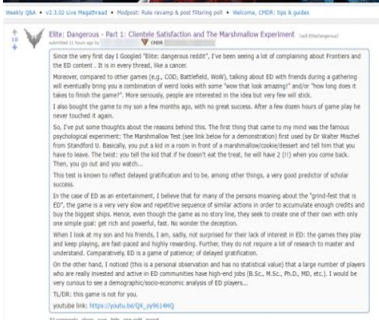 Weekly Q&A • v2.3.02 Live Megathread • Modpost: Rule revamp & post filtering poll • Welcome, CMDR: tips & guides
Elite: Dangerous - Part 1: Clientele Satisfaction and The Marshmallow Experiment (self.EliteDangerous)
submitted 11 hours ago by CMDR
Since the very first day I Googled "Elite: dangerous reddit", I've been seeing a lot of complaining about Frontiers and
the ED content . It is in every thread, like a cancer.
Moreover, compared to other games (e.g., COD, Battlefield, WoW), talking about ED with friends during a gathering
will eventually bring you a combination of weird looks with some "wow that look amazing!" and/or "how long does it
takes to finish the game?". More seriously, people are interested in the idea but very few will stick.
I also bought the game to my son a few months ago, with no great success. After a few dozen hours of game play he
never touched it again.
So, I've put some thoughts about the reasons behind this. The first thing that came to my mind was the famous
psychological experiment: The Marshmallow Test (see link below for a demonstration) first used by Dr Walter Mischel
from Standford U. Basically, you put a kid in a room in front of a marshmallow/cookie/dessert and tell him that you
have to leave. The twist: you tell the kid that if he doesn't eat the treat, he will have 2 (!!) when you come back.
Then, you go out and you watch...
This test is known to reflect delayed gratification and to be, among other things, a very good predictor of scholar
success.
In the case of ED as an entertainment, I believe that for many of the persons moaning about the "grind-fest that is
ED", the game is a very very slow and repetitive sequence of similar actions in order to accumulate enough credits and
buy the biggest ships. Hence, even though the game as no story line, they seek to create one of their own with only
one simple goal: get rich and powerful, fast. No wonder the deception.
When I look at my son and his friends, I am, sadly, not surprised for their lack of interest in ED: the games they play
and keep playing, are fast-paced and highly rewarding. Further, they do not require a lot of research to master and
understand. Comparatively, ED is a game of patience; of delayed gratification.
On the other hand, I noticed (this is a personal observation and has no statistical value) that a large number of players
who are really invested and active in ED communities have high-end jobs (B.Sc., M.Sc., Ph.D., MD, etc.). I would be
very curious to see a demographic/socio-economic analysis of ED players...
TL/DR: this game is not for you.